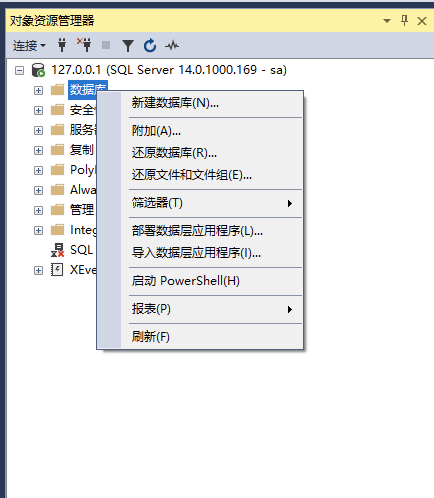 对象资源管理器
连接
127.0.0.1 (SQL Server 14.0.1000.169 - sa)
数据库
新建数据库(N)...
安全
附加(A)...
服务器
还原数据库(R)...
复制
还原文件和文件组(E)...
Poly
Alwa
筛选器(T)
管理
Integ
部署数据层应用程序(L)...
SQL
导入数据层应用程序(I)...
XEve
启动 PowerShell(H)
报表(P)
刷新(F)